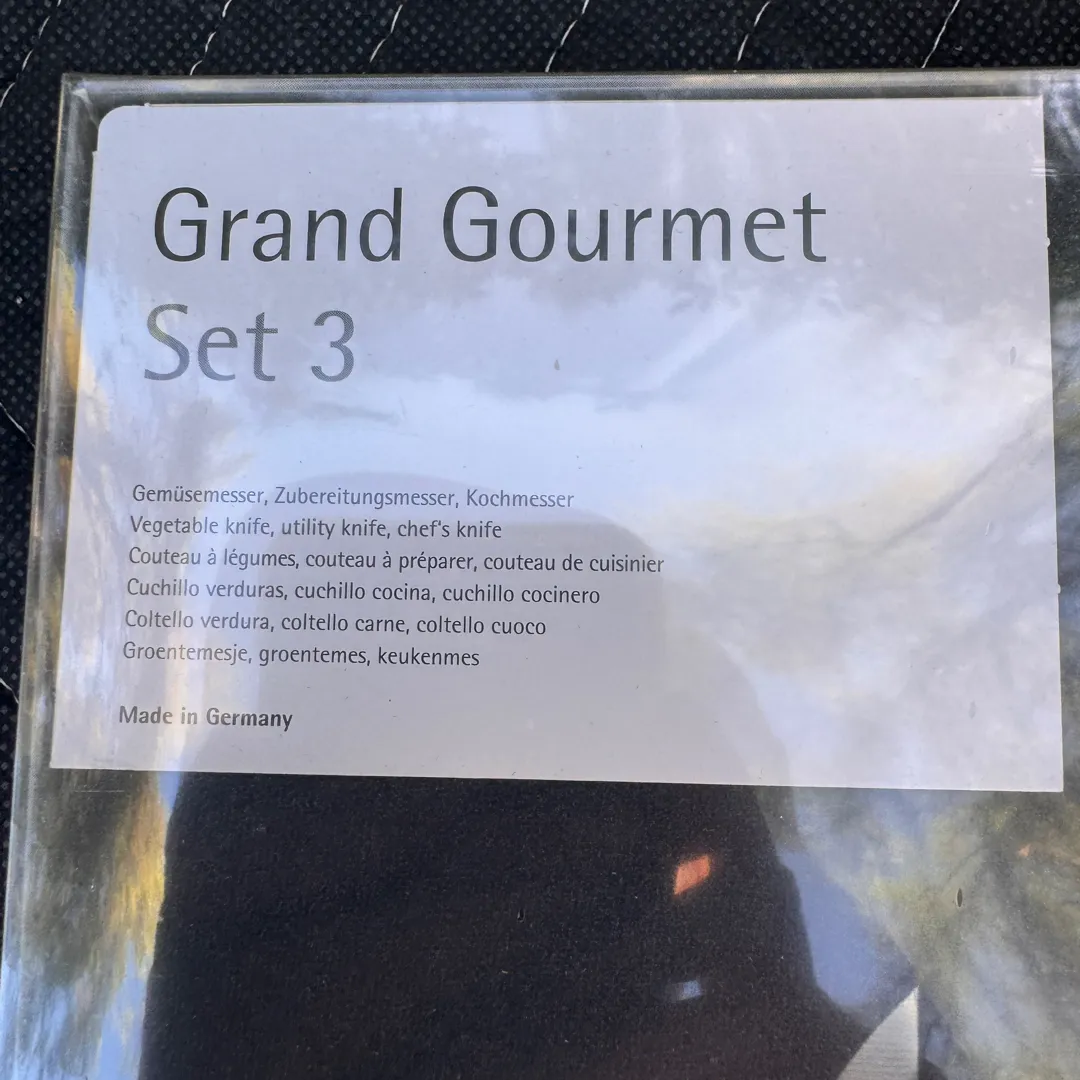 Grand Gourmet
Set 3
Gemüsemesser, Zubereitungsmesser, Kochmesser
Vegetable knife, utility knife, chef's knife
Couteau à légumes, couteau à préparer, couteau de cuisinier
Cuchillo verduras, cuchillo cocina, cuchillo cocinero
Coltello verdura, coltello carne, coltello cuoco
Groentemesje, groentemes, keukenmes
Made in Germany